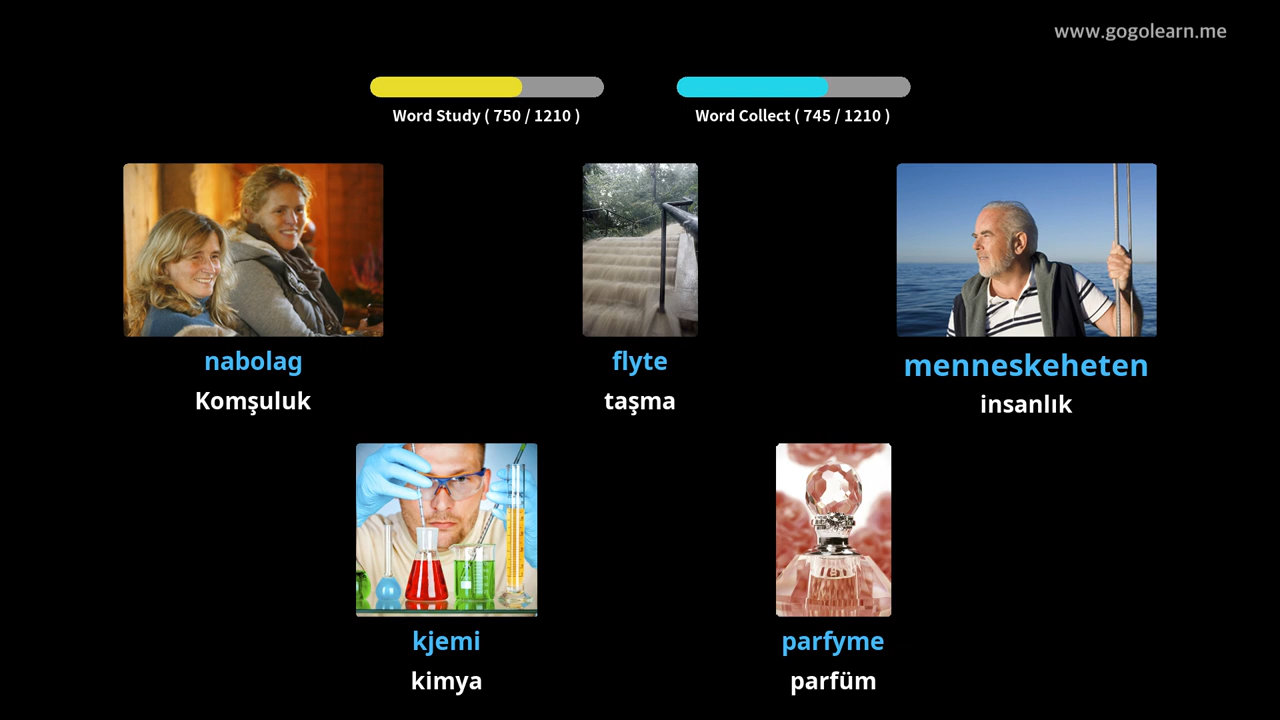 www.gogolearn.me
Word Study ( 750 / 1210 )
Word Collect ( 745 / 1210 )
nabolag
Komşuluk
flyte
taşma
menneskeheten
insanlık
kjemi
kimya
parfyme
parfüm